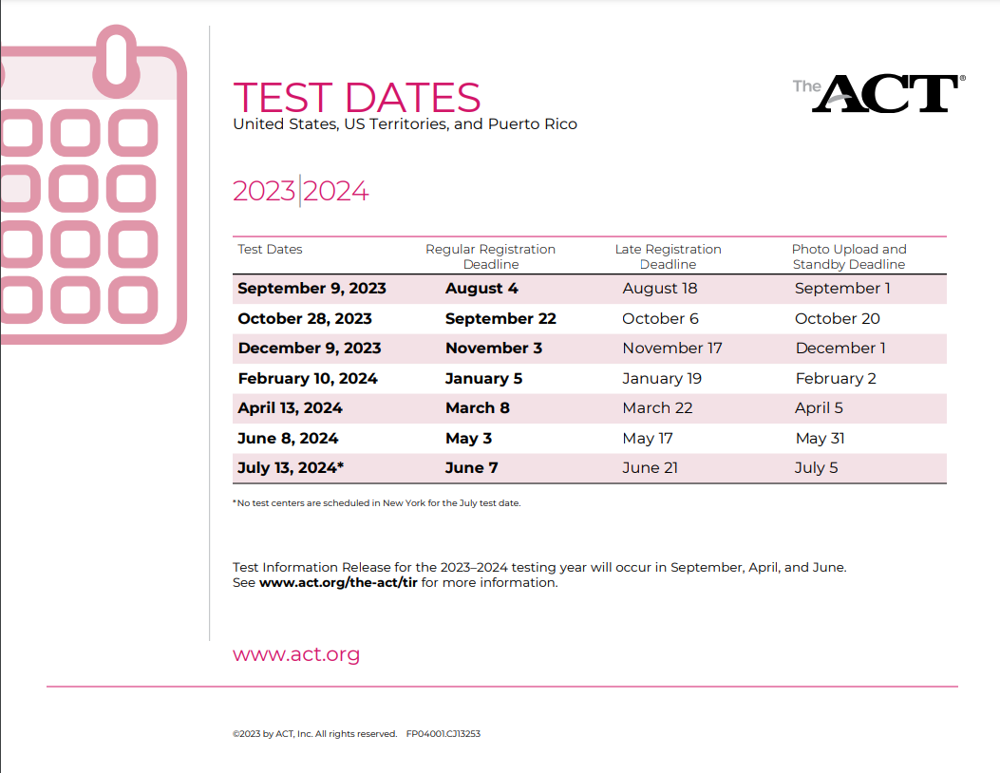 The ACT®
TEST DATES
United States, US Territories, and Puerto Rico
2023|2024
Test Dates Regular Registration Deadline Late Registration Deadline Photo Upload and Standby Deadline
September 9, 2023 August 4 August 18 September 1
October 28, 2023 September 22 October 6 October 20
December 9, 2023 November 3 November 17 December 1
February 10, 2024 January 5 January 19 February 2
April 13, 2024 March 8 March 22 April 5
June 8, 2024 May 3 May 17 May 31
July 13, 2024* June 7 June 21 July 5
*No test centers are scheduled in New York for the July test date.
Test Information Release for the 2023–2024 testing year will occur in September, April, and June.
See www.act.org/the-act/tir for more information.
www.act.org
©2023 by ACT, Inc. All rights reserved. FP04001.CJ13253